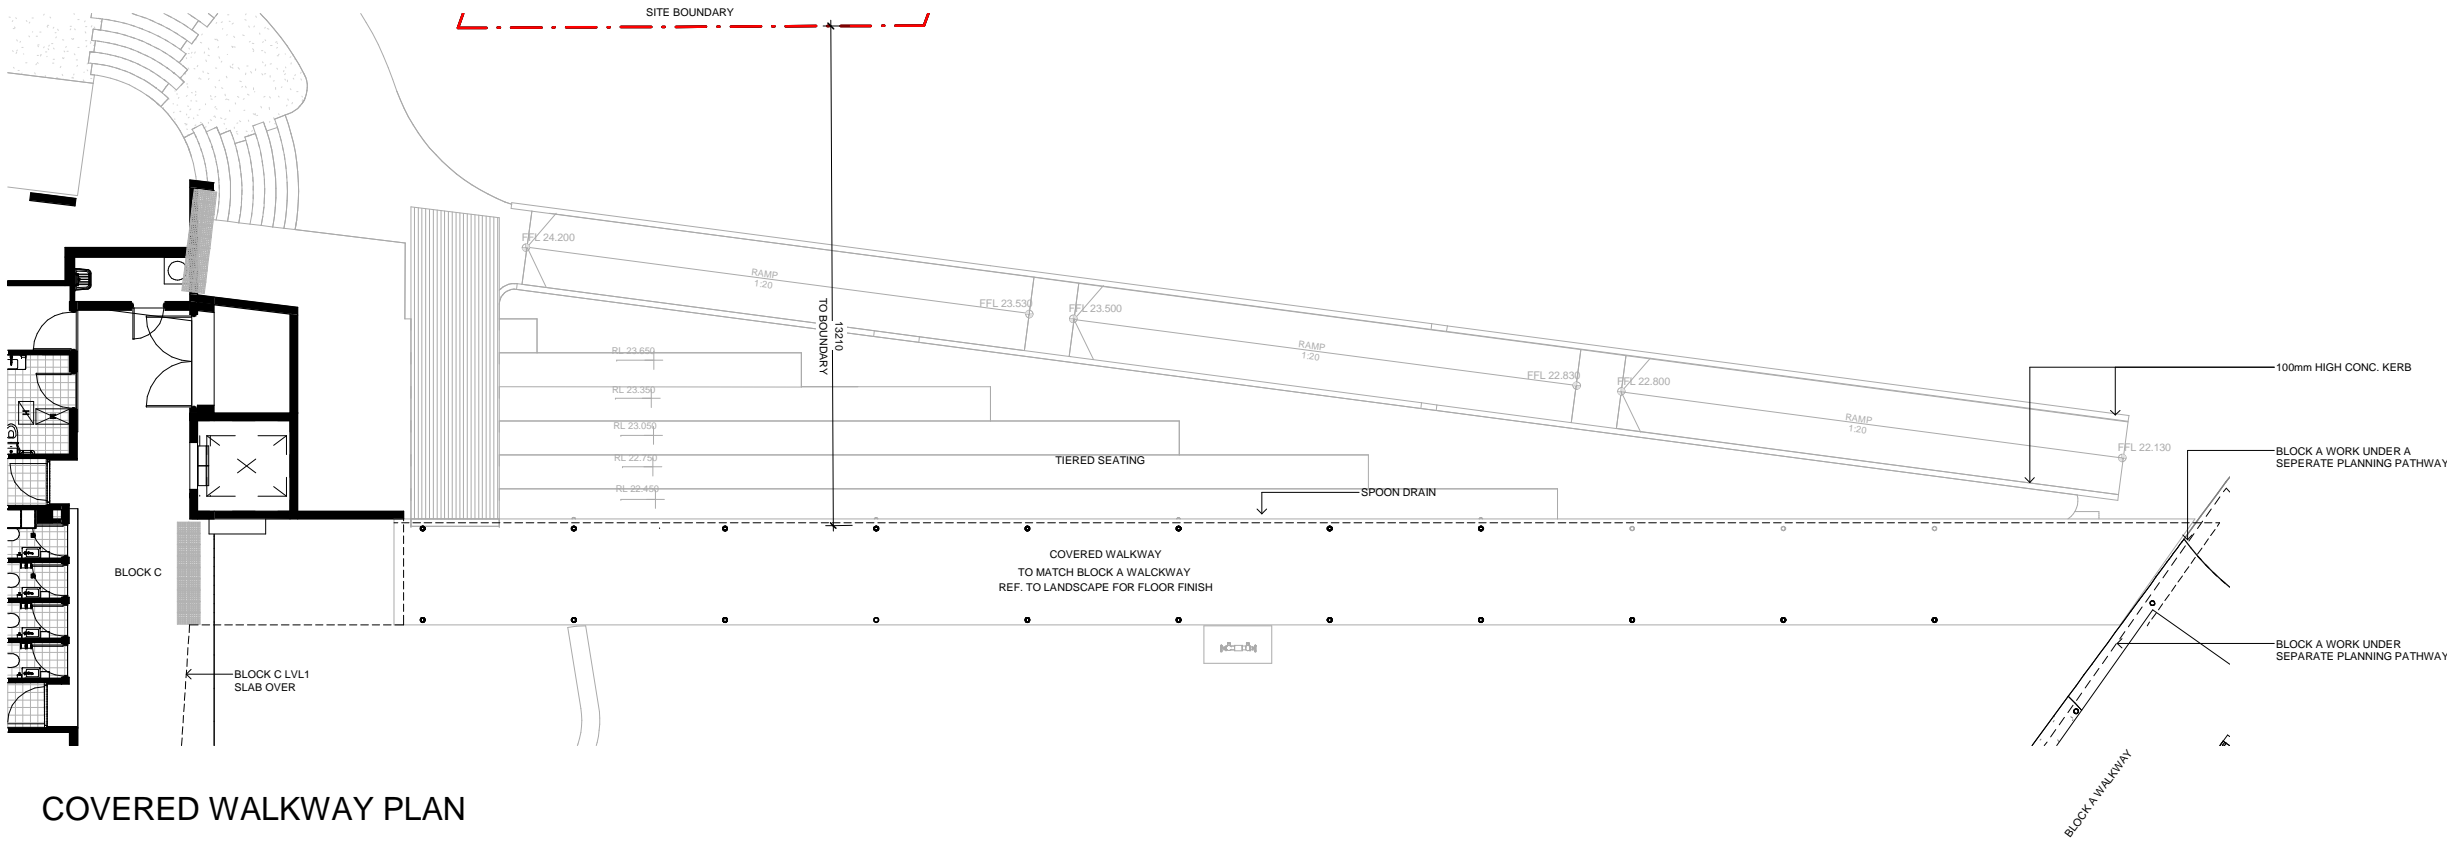 SITE BOUNDARY
13210
TO BOUNDARY
FFL 24.200
RAMP
1:20
FFL 23.530
FFL 23.500
RAMP
1:20
FFL 22.830
FFL 22.800
RAMP
1:20
FFL 22.130
RL 23.650
RL 23.350
RL 23.050
RL 22.750
RL 22.450
TIERED SEATING
SPOON DRAIN
100mm HIGH CONC. KERB
BLOCK A WORK UNDER A
SEPERATE PLANNING PATHWAY
COVERED WALKWAY
TO MATCH BLOCK A WALCKWAY
REF. TO LANDSCAPE FOR FLOOR FINISH
BLOCK C
BLOCK C LVL1
SLAB OVER
BLOCK A WORK UNDER
SEPARATE PLANNING PATHWAY
BLOCK A WALKWAY
COVERED WALKWAY PLAN